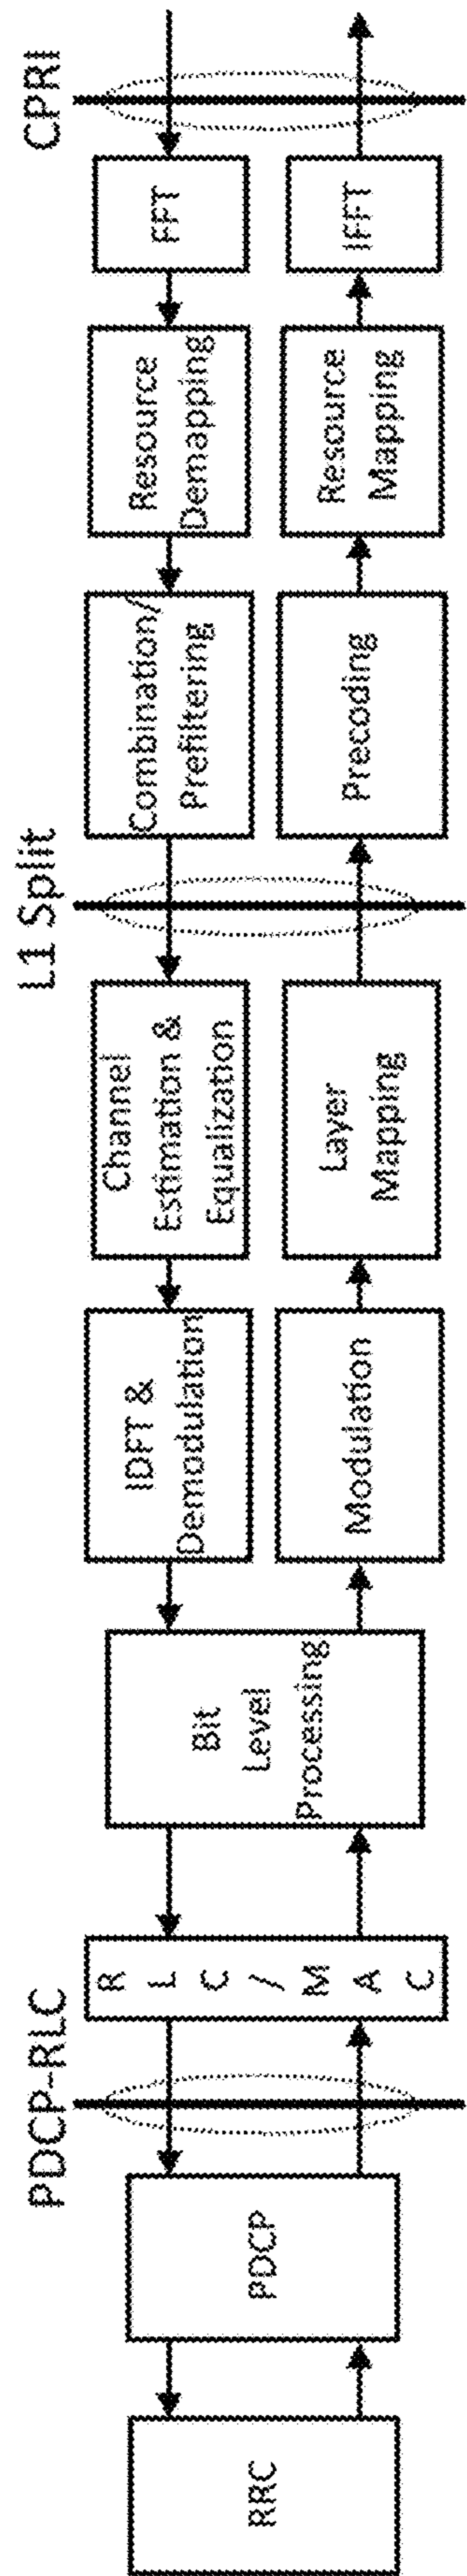 PDCP-RLC
L1 Split
CPRI
RRC
PDCP
R
L
C
/
M
A
C
Bit
Level
Processing
IDFT &
Demodulation
Channel
Estimation &
Equalization
Combination/
Prefiltering
Resource
Demapping
FFT
Modulation
Layer
Mapping
Precoding
Resource
Mapping
IFFT